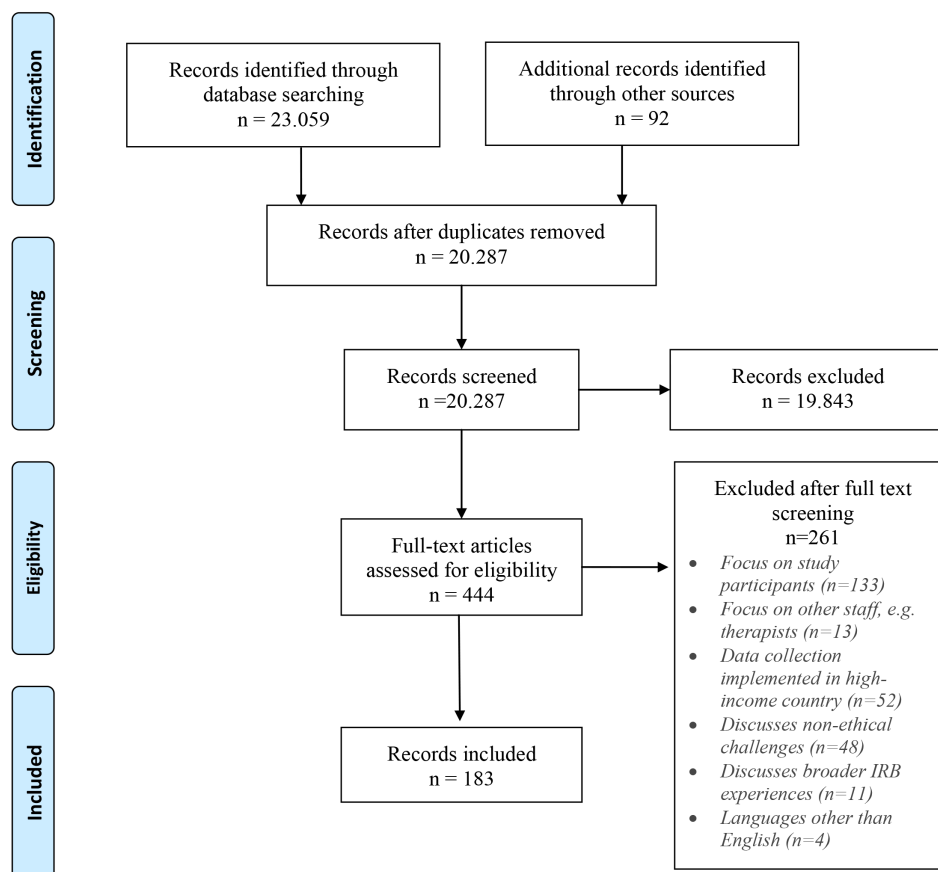 Identification
Records identified through
database searching
n = 23.059
Additional records identified
through other sources
n = 92
Records after duplicates removed
n = 20.287
Screening
Records screened
n =20.287
Records excluded
n = 19.843
Eligibility
Full-text articles
assessed for eligibility
n = 444
Excluded after full text
screening
n=261
• Focus on study
participants (n=133)
• Focus on other staff, e.g.
therapists (n=13)
• Data collection
implemented in high-
income country (n=52)
• Discusses non-ethical
challenges (n=48)
• Discusses broader IRB
experiences (n=11)
• Languages other than
English (n=4)
Included
Records included
n = 183